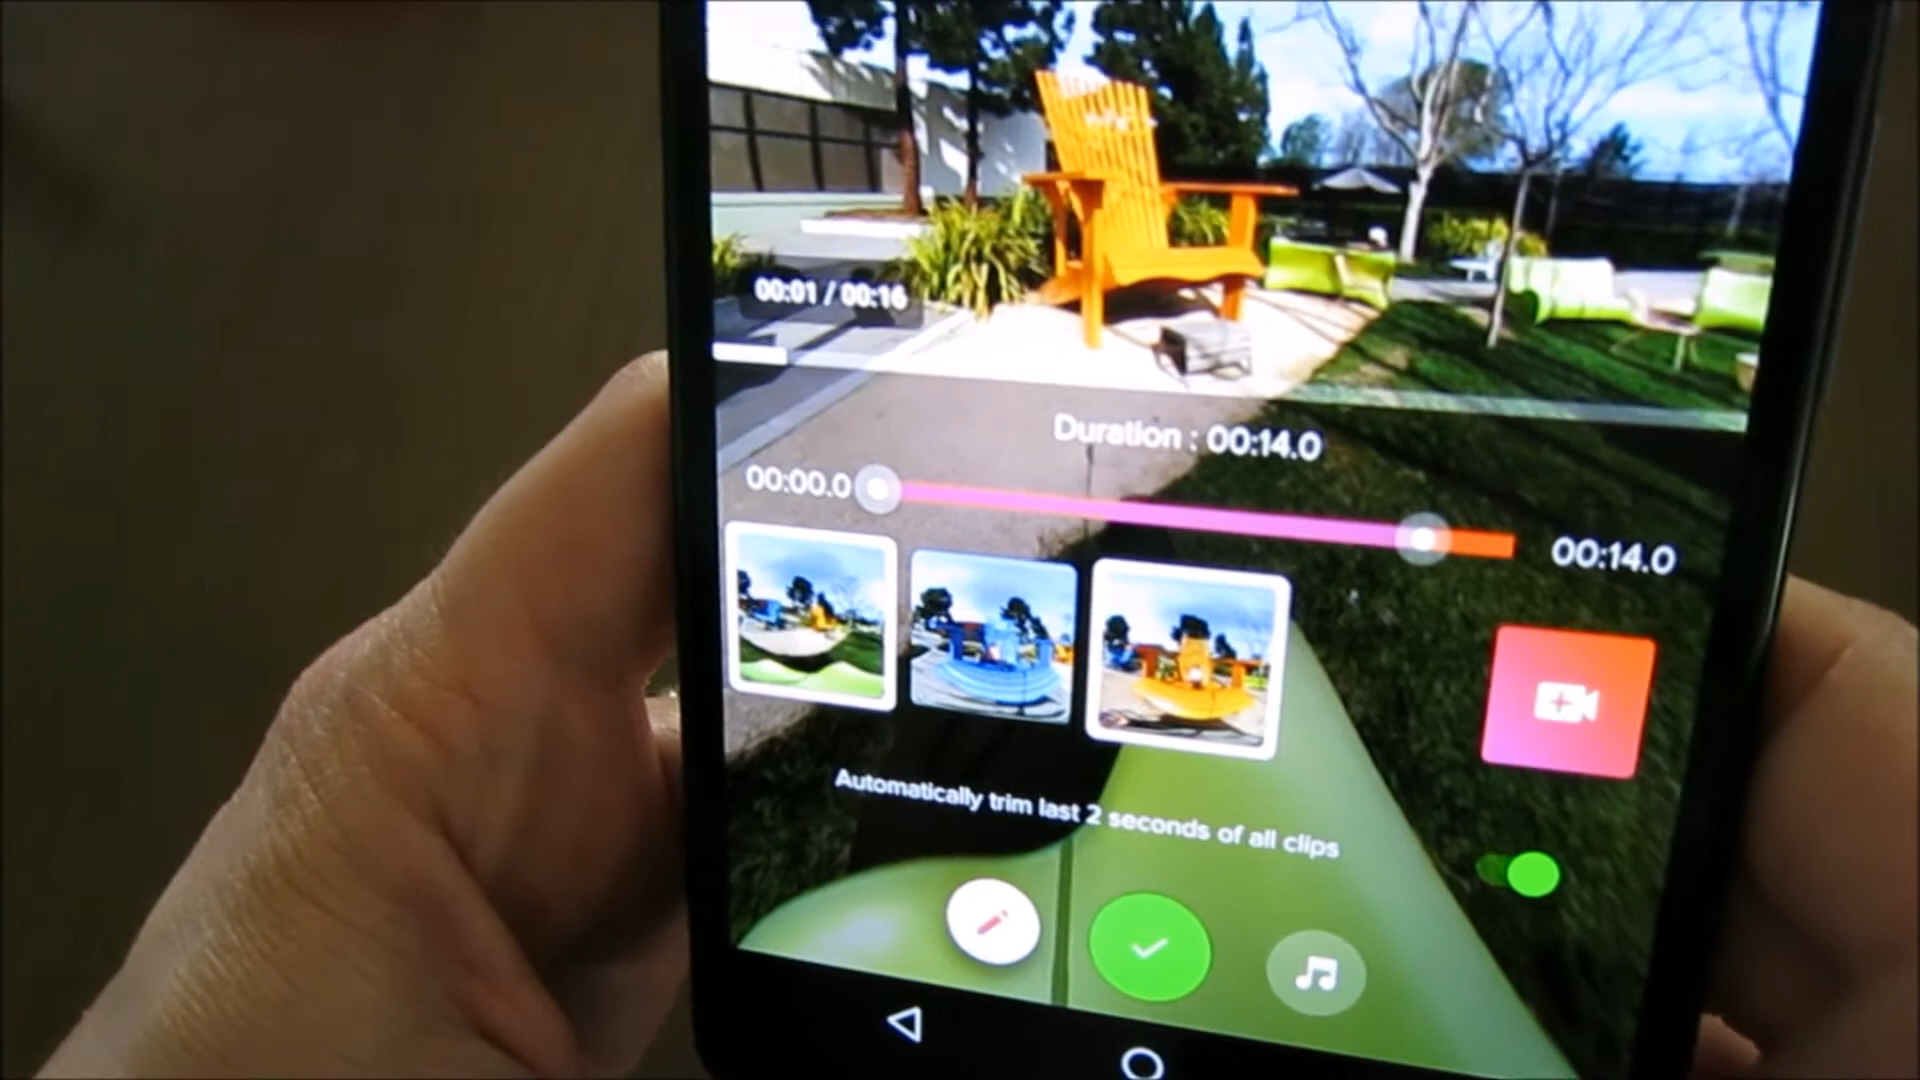 00:01 / 00:16
Duration : 00:14.0
00:00.0
00:14.0
Automatically trim last 2 seconds of all clips